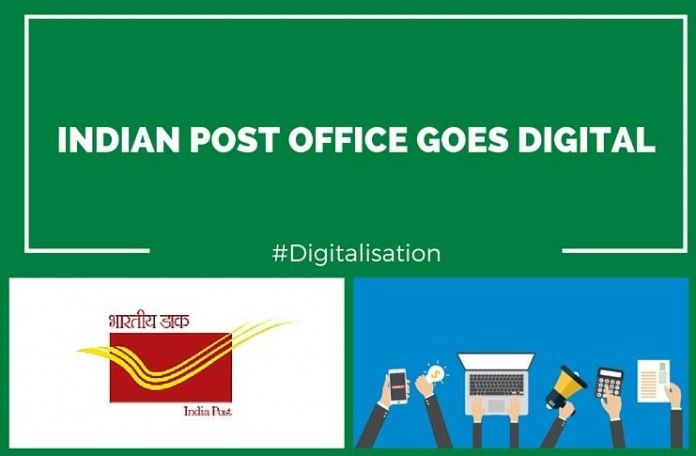 INDIAN POST OFFICE GOES DIGITAL
#Digitalisation
भारतीय डाक
India Post